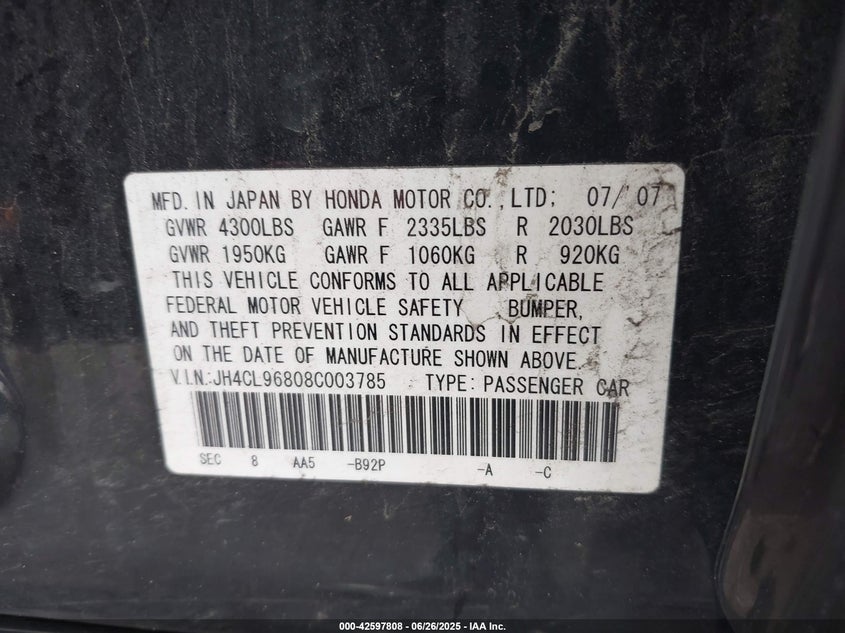 MFD. IN JAPAN BY HONDA MOTOR CO.,LTD; 07/'07
GVWR 4300LBS GAWR F 2335LBS R 2030LBS
GVWR 1950KG GAWR F 1060KG R 920KG
THIS VEHICLE CONFORMS TO ALL APPLICABLE
FEDERAL MOTOR VEHICLE SAFETY BUMPER,
AND THEFT PREVENTION STANDARDS IN EFFECT
ON THE DATE OF MANUFACTURE SHOWN ABOVE.
V.I.N.:JH4CL96808C003785 TYPE: PASSENGER CAR
SEC 8 AA5 -B92P -A -C
000-42597808 - 06/26/2025 - IAA Inc.